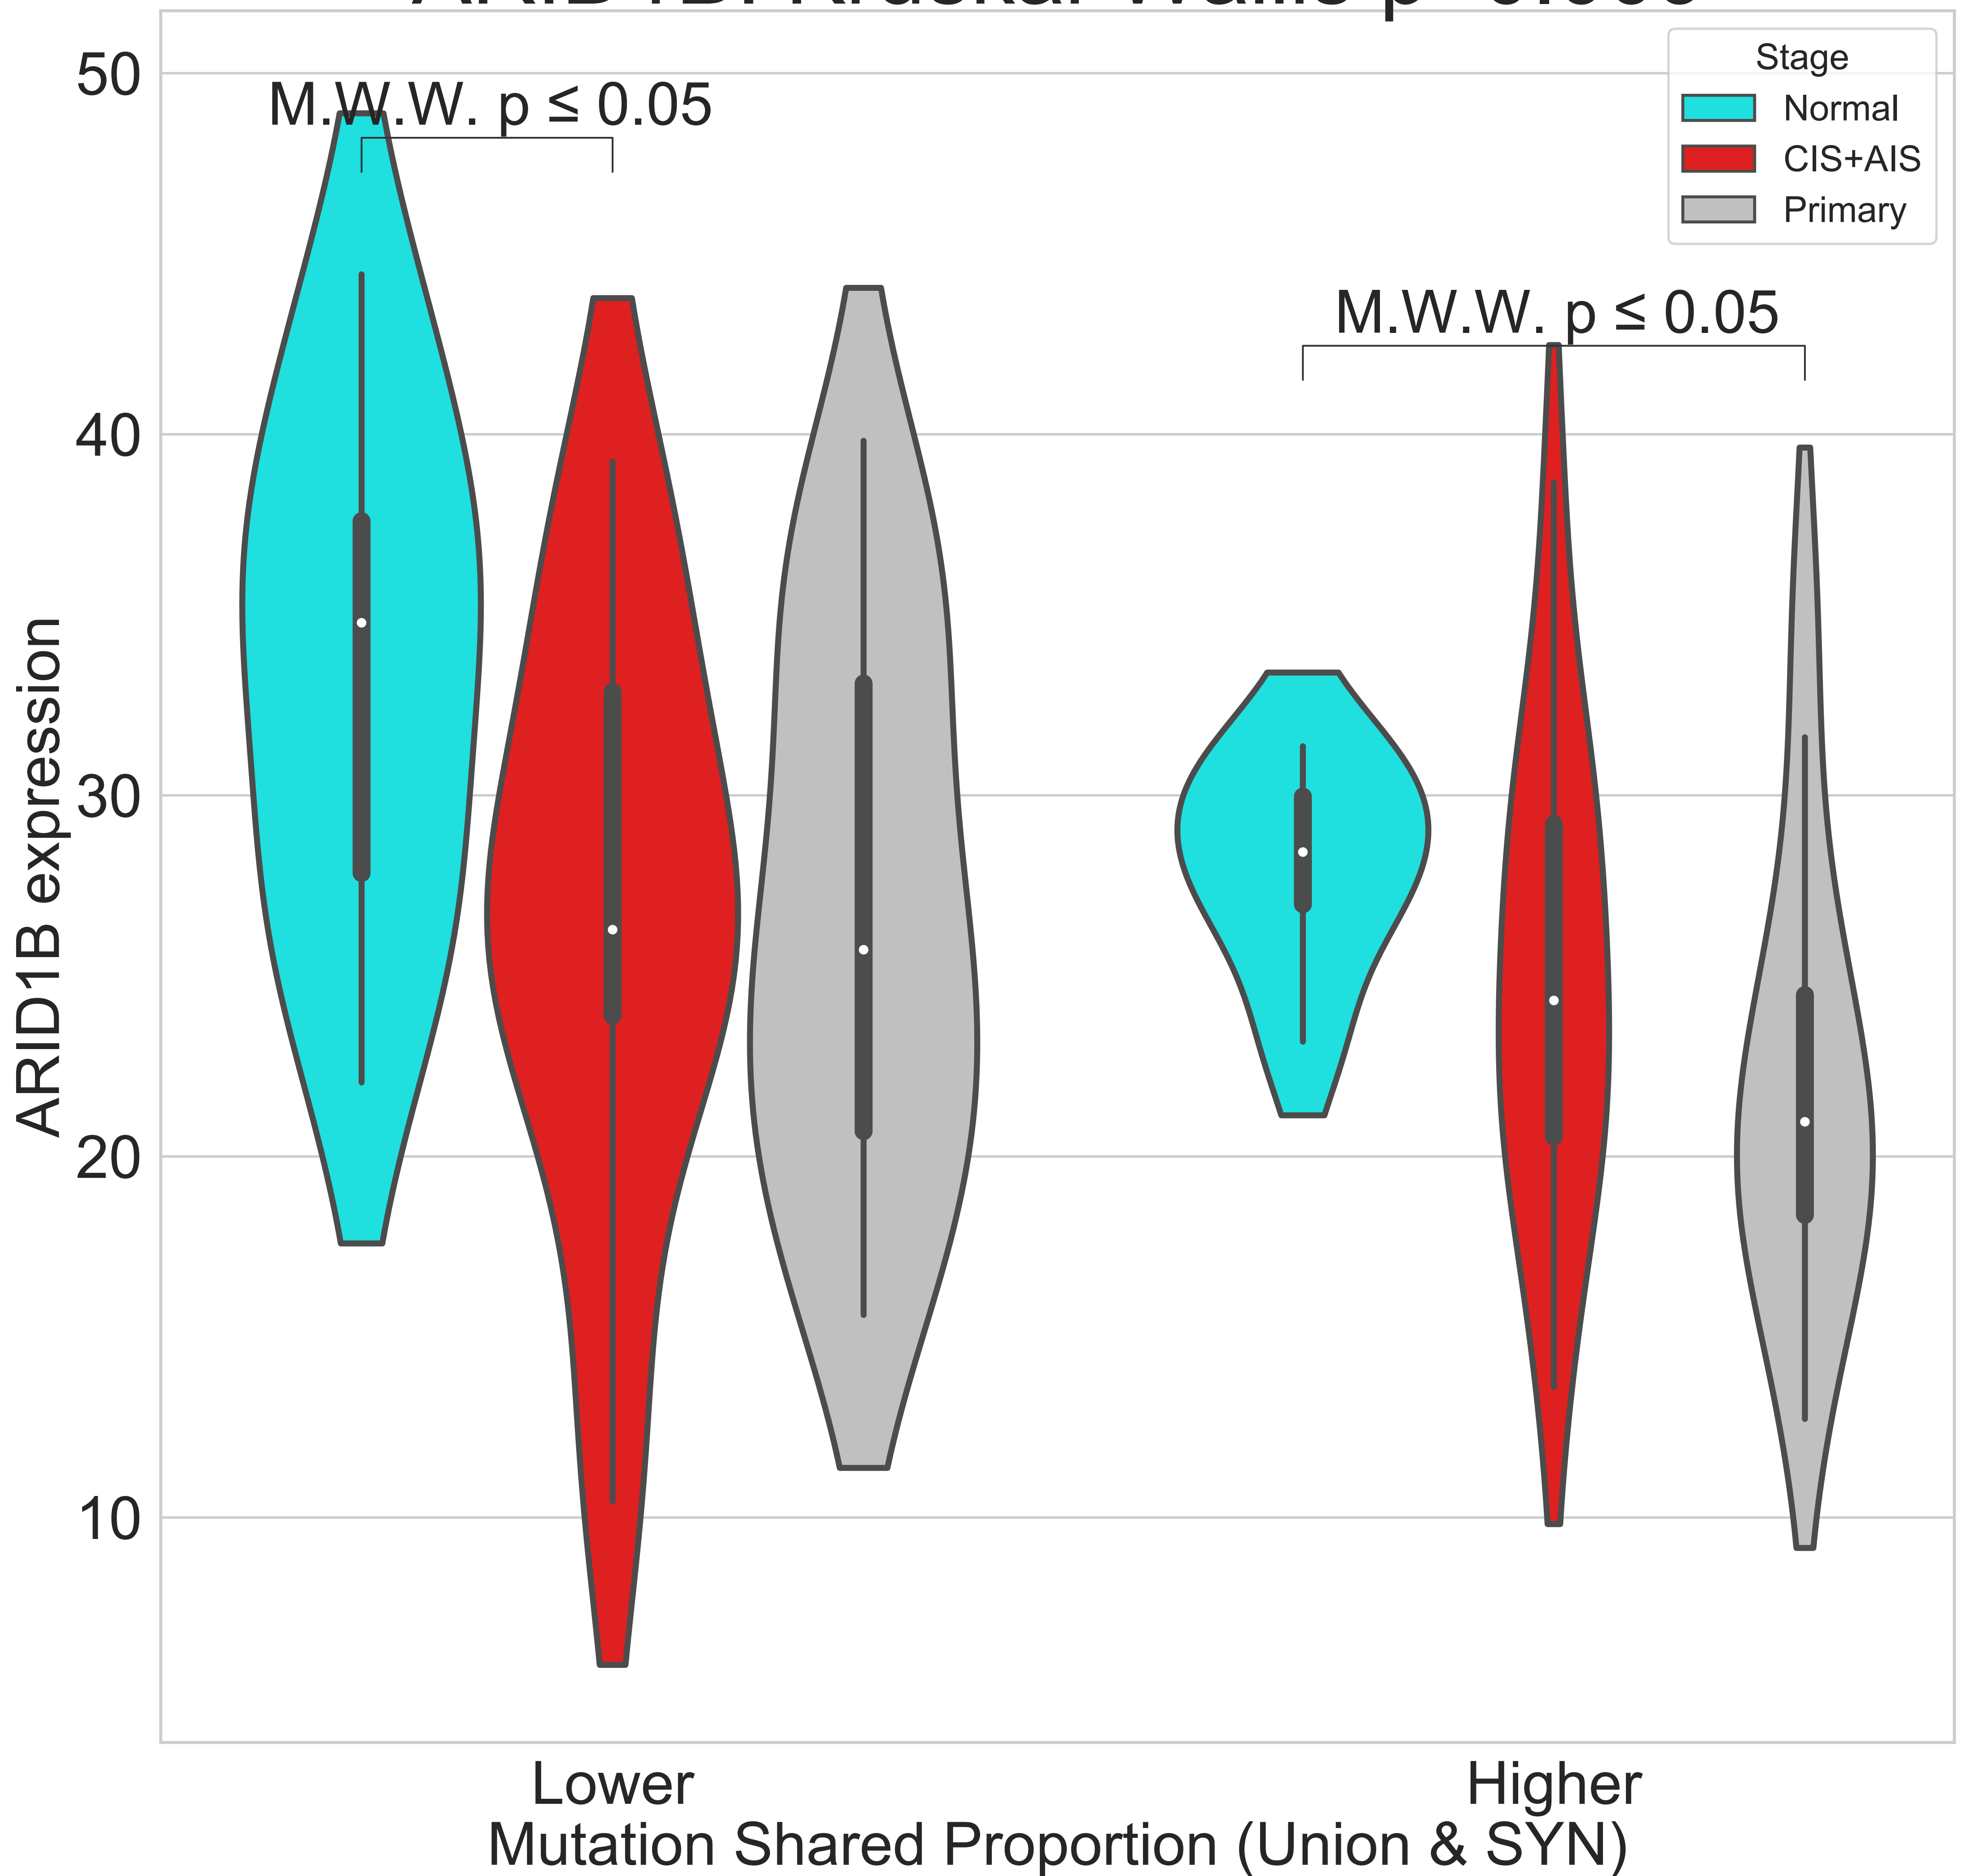 50
40
30
20
10
ARID1B expression
M.W.W. p ≤ 0.05
M.W.W. p ≤ 0.05
Stage
Normal
CIS+AIS
Primary
Lower
Higher
Mutation Shared Proportion (Union & SYN)